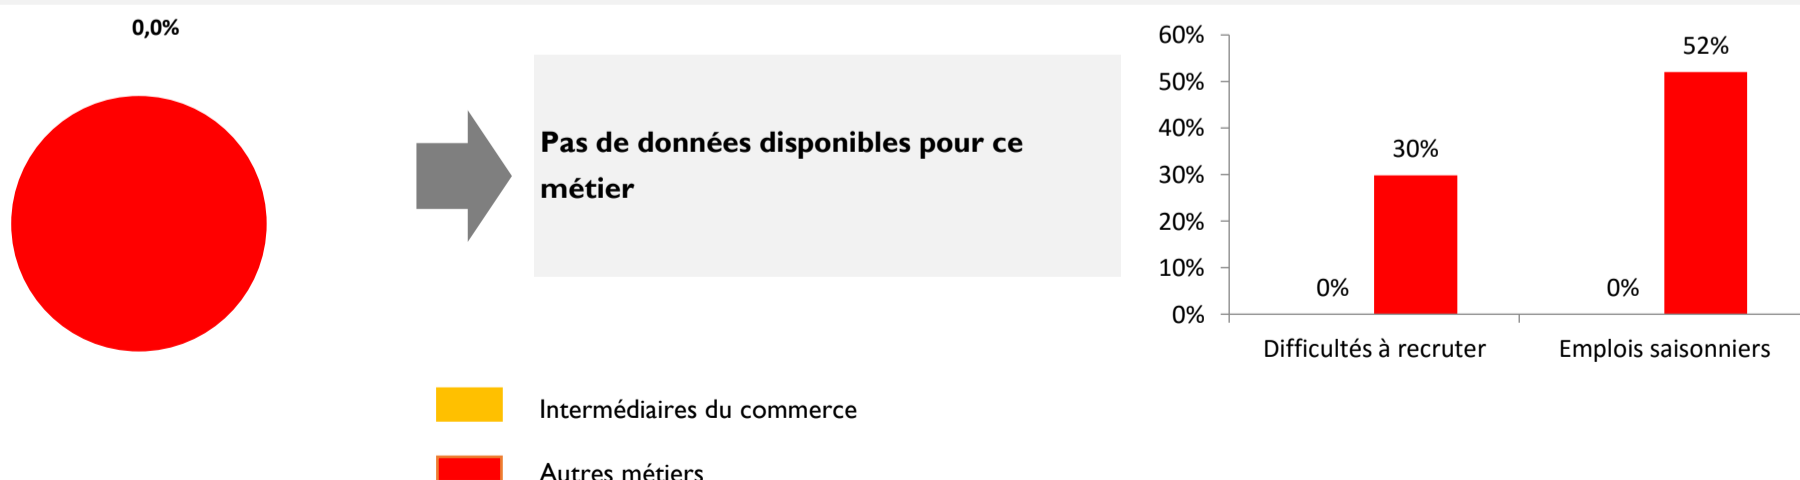 0,0%
Pas de données disponibles pour ce
métier
60%
50%
40%
30%
20%
10%
0%
0%
30%
0%
52%
Difficultés à recruter
Emplois saisonniers
Intermédiaires du commerce
Autres métiers